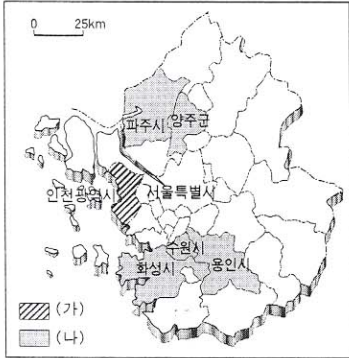 0 25km
파주시
양주군
인천광역시
서울특별시
수원시
화성시
용인시
(가)
(나)